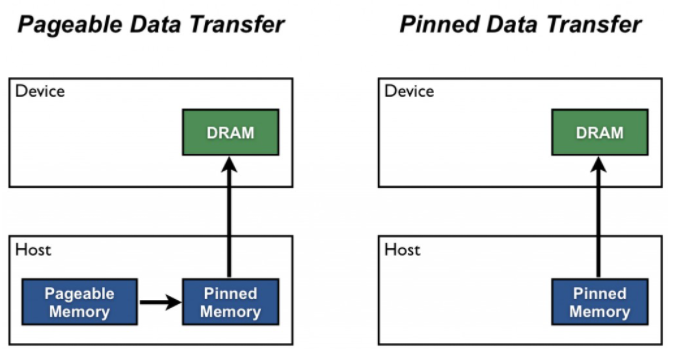 Pageable Data Transfer
Device
DRAM
Host
Pageable
Memory
Pinned
Memory
Pinned Data Transfer
Device
DRAM
Host
Pinned
Memory